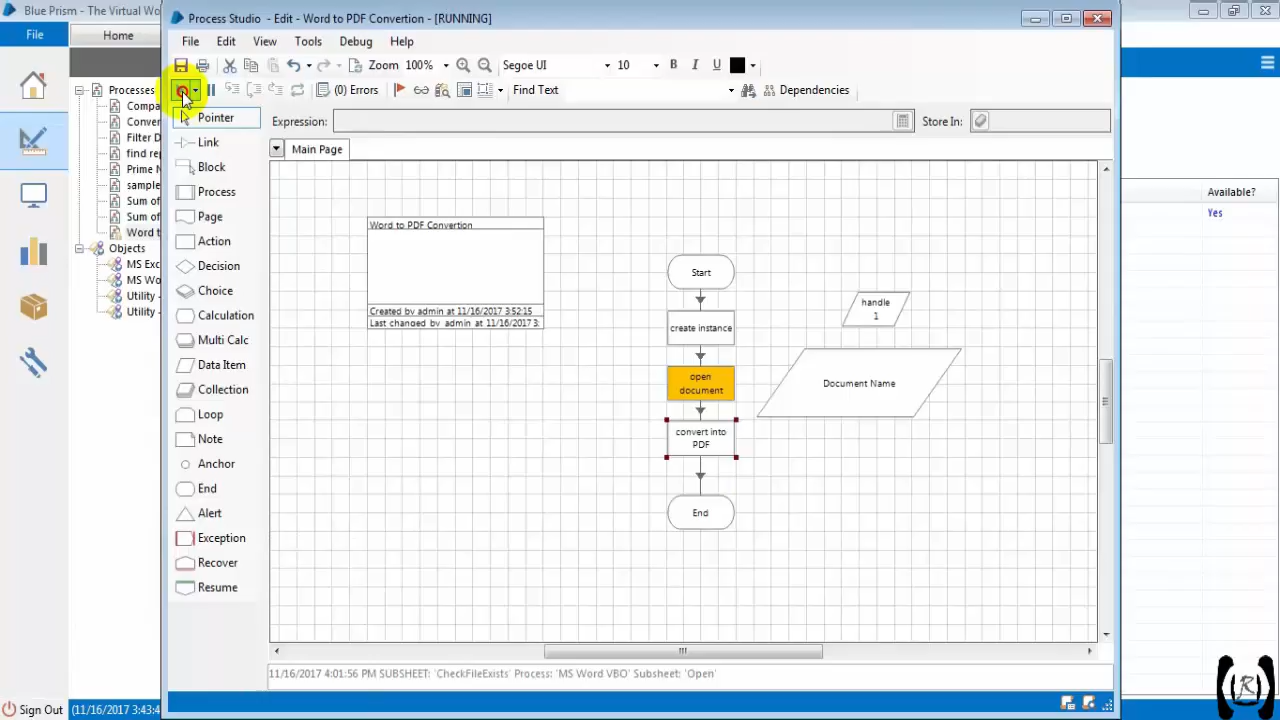 Blue Prism - The Virtual Wo
File
Home
Processes
Compa
Conver
Filter D
find rep
Prime N
sample
Sum of
Sum of
Word t
Objects
MS Exc
MS Wo
Utility -
Utility -
Sign Out
(11/16/2017 3:43:4
Process Studio - Edit - Word to PDF Convertion - [RUNNING]
File Edit View Tools Debug Help
Zoom 100% Segoe UI 10 B I U
(0) Errors Find Text Dependencies
Expression: Store In:
Main Page
Pointer
Link
Block
Process
Page
Action
Decision
Choice
Calculation
Multi Calc
Data Item
Collection
Loop
Note
Anchor
End
Alert
Exception
Recover
Resume
Word to PDF Convertion
Created by admin at 11/16/2017 3:52:15
Last changed by admin at 11/16/2017 3:
Start
create instance
open
document
convert into
PDF
End
handle
1
Document Name
11/16/2017 4:01:56 PM SUBSHEET: 'CheckFileExists' Process: 'MS Word VBO' Subsheet: 'Open'
Available?
Yes